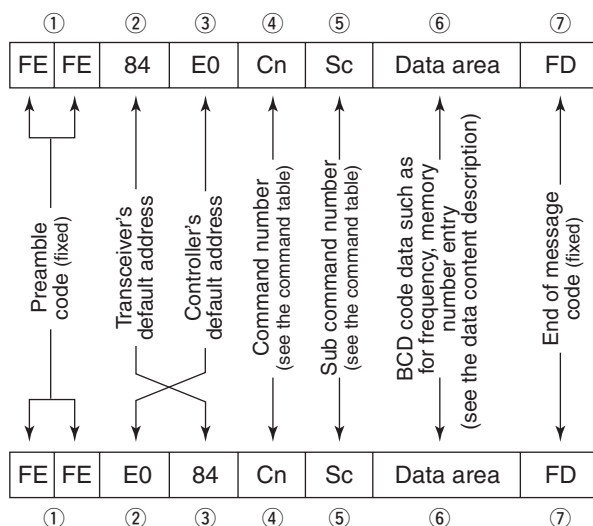 ① ② ③ ④ ⑤ ⑥ ⑦
FE FE 84 E0 Cn Sc Data area FD
Preamble
code (fixed)
Transceiver's
default address
Controller's
default address
Command number
(see the command table)
Sub command number
(see the command table)
BCD code data such as
for frequency, memory
number entry
(see the data content description)
End of message
code (fixed)
FE FE E0 84 Cn Sc Data area FD
① ② ③ ④ ⑤ ⑥ ⑦